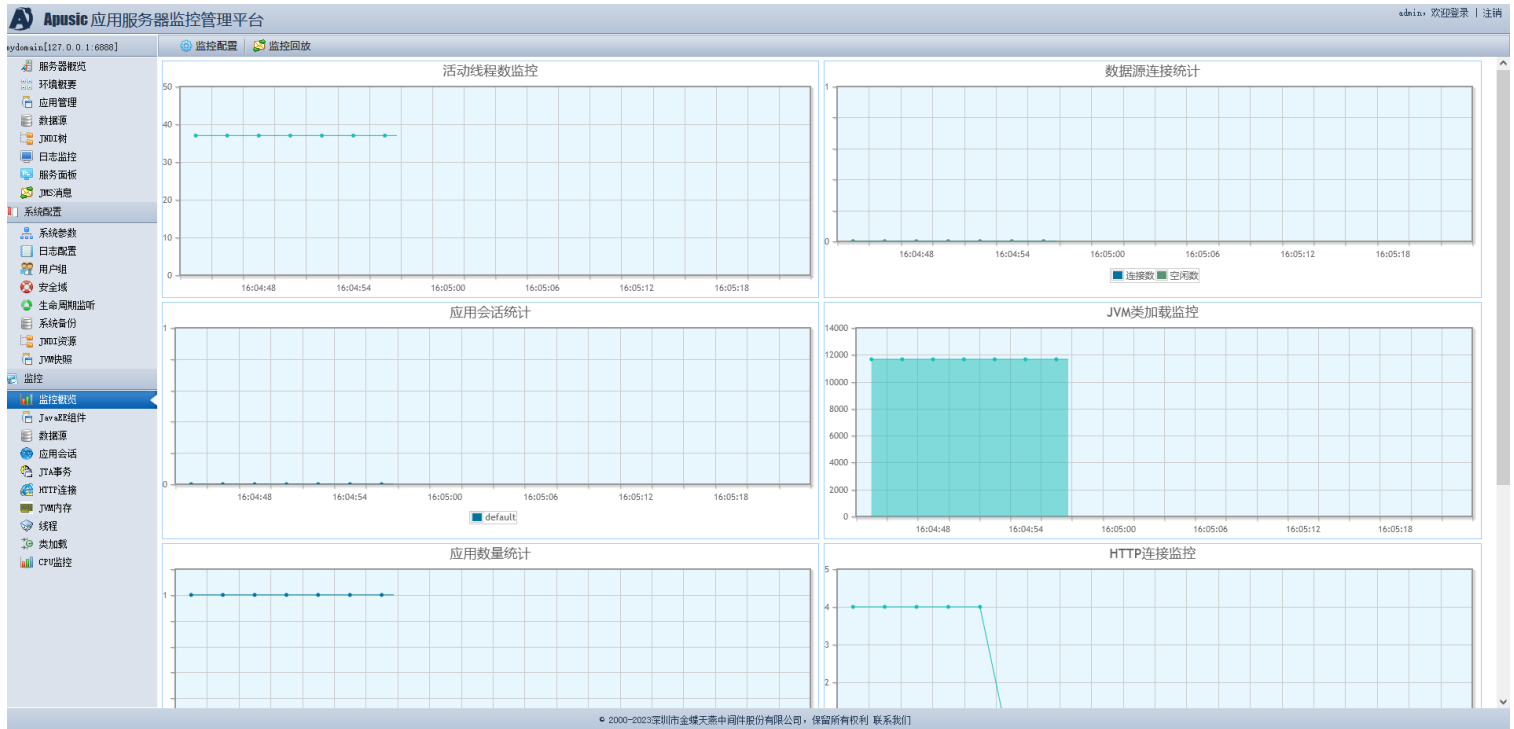 Apusic 应用服务器监控管理平台
admin, 欢迎登录 | 注销
mydomain[127.0.0.1:6888]
监控配置
监控回放
服务器概览
环境概要
应用管理
数据源
JNDI树
日志监控
服务面板
JMS消息
系统配置
系统参数
日志配置
用户组
安全域
生命周期监听
系统备份
JNDI资源
JVM快照
监控
监控概览
JavaEE组件
数据源
应用会话
JTA事务
HTTP连接
JVM内存
线程
类加载
CPU监控
活动线程数监控
50
40
30
20
10
0
16:04:48 16:04:54 16:05:00 16:05:06 16:05:12 16:05:18
数据源连接统计
1
0
16:04:48 16:04:54 16:05:00 16:05:06 16:05:12 16:05:18
连接数 空闲数
应用会话统计
1
0
16:04:48 16:04:54 16:05:00 16:05:06 16:05:12 16:05:18
default
JVM类加载监控
14000
12000
10000
8000
6000
4000
2000
0
16:04:48 16:04:54 16:05:00 16:05:06 16:05:12 16:05:18
应用数量统计
1
HTTP连接监控
5
4
3
2
© 2000-2023深圳市金蝶天燕中间件股份有限公司, 保留所有权利 联系我们